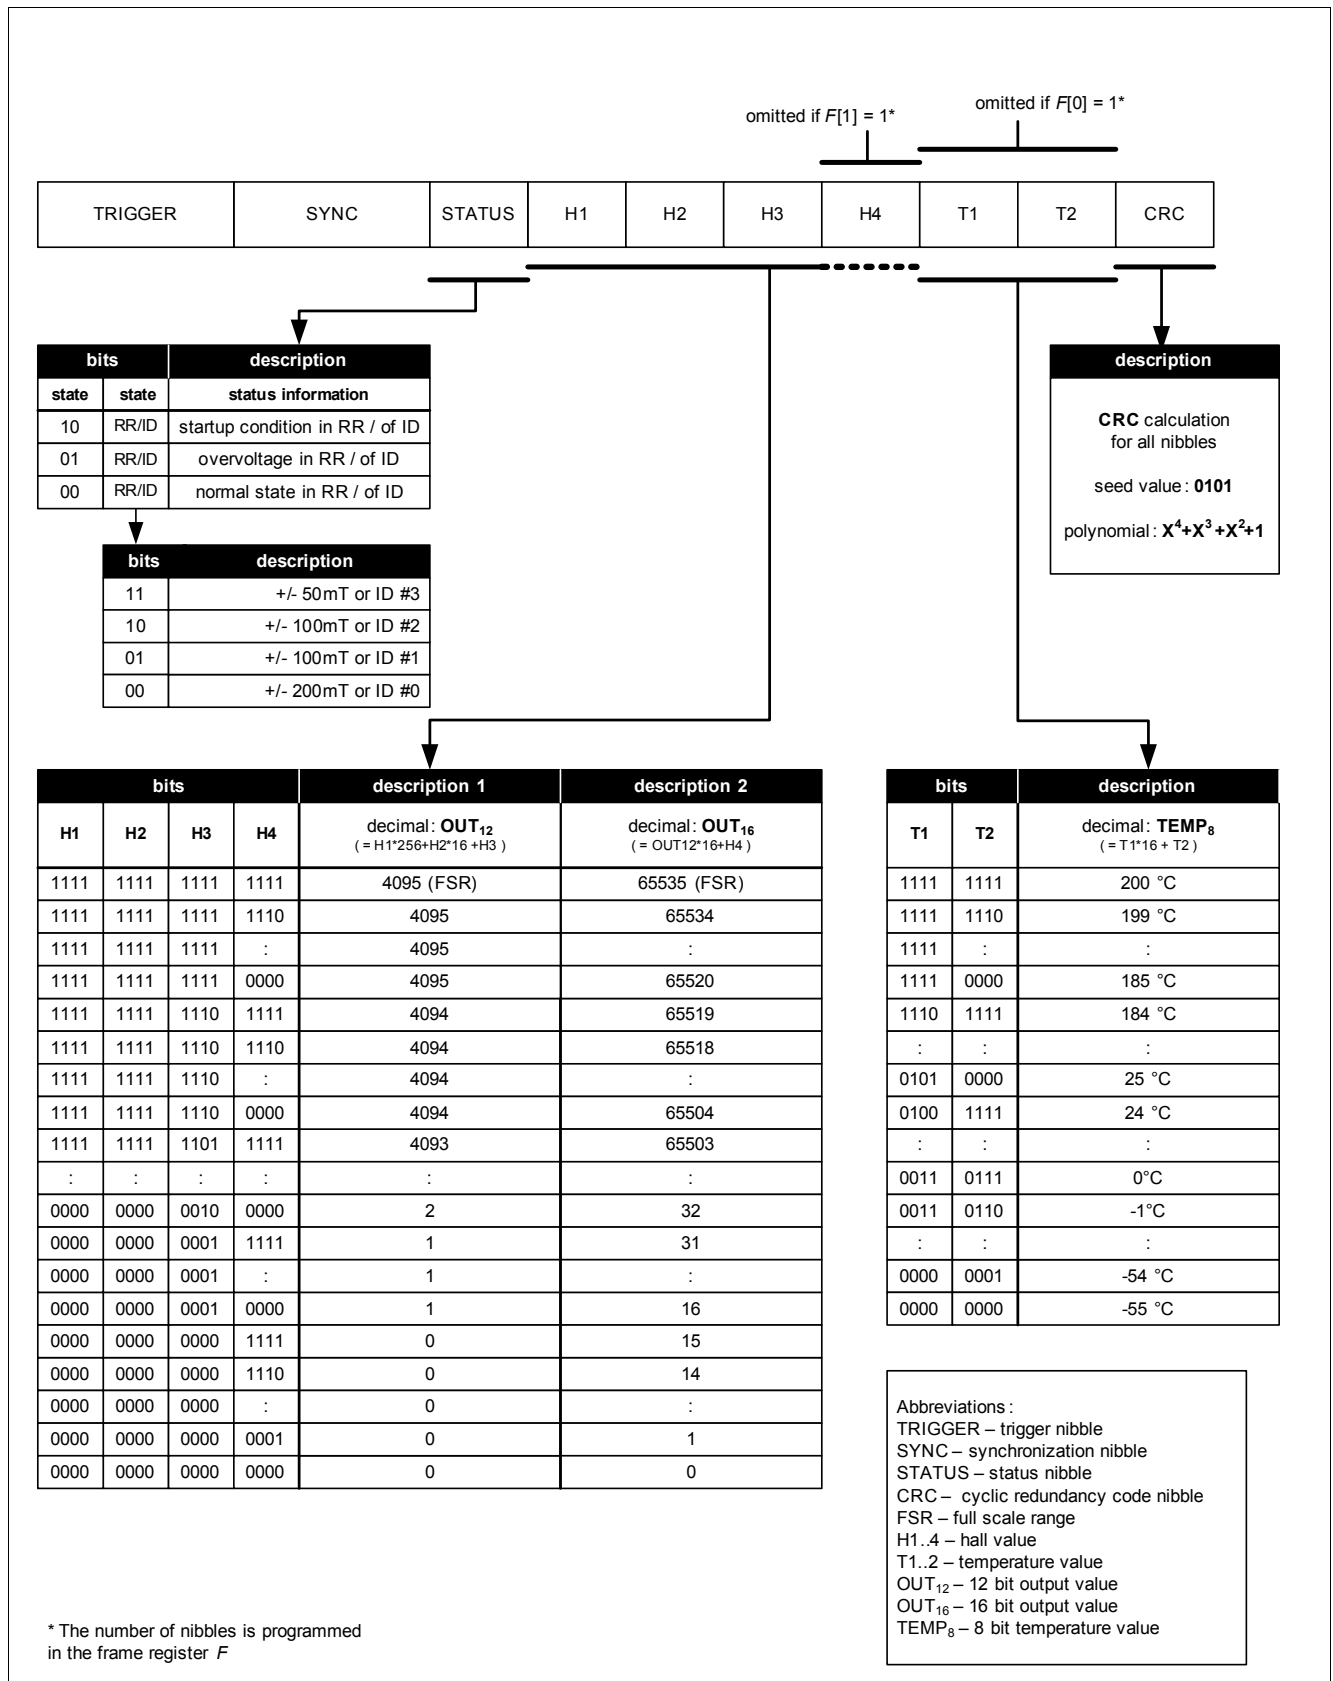 omitted if F[1] = 1*
omitted if F[0] = 1*
TRIGGER SYNC STATUS H1 H2 H3 H4 T1 T2 CRC
bits description
state state status information
10 RR/ID startup condition in RR / of ID
01 RR/ID overvoltage in RR / of ID
00 RR/ID normal state in RR / of ID
bits description
11 +/- 50mT or ID #3
10 +/- 100mT or ID #2
01 +/- 100mT or ID #1
00 +/- 200mT or ID #0
description
CRC calculation
for all nibbles
seed value: 0101
polynomial: X⁴+X³+X²+1
bits description 1 description 2
H1 H2 H3 H4 decimal: OUT₁₂ decimal: OUT₁₆
( = H1*256+H2*16 +H3 ) ( = OUT12*16+H4 )
1111 1111 1111 1111 4095 (FSR) 65535 (FSR)
1111 1111 1111 1110 4095 65534
1111 1111 1111 : 4095 :
1111 1111 1111 0000 4095 65520
1111 1111 1110 1111 4094 65519
1111 1111 1110 1110 4094 65518
1111 1111 1110 : 4094 :
1111 1111 1110 0000 4094 65504
1111 1111 1101 1111 4093 65503
: : : : : :
0000 0000 0010 0000 2 32
0000 0000 0001 1111 1 31
0000 0000 0001 : 1 :
0000 0000 0001 0000 1 16
0000 0000 0000 1111 0 15
0000 0000 0000 1110 0 14
0000 0000 0000 : 0 :
0000 0000 0000 0001 0 1
0000 0000 0000 0000 0 0
bits description
T1 T2 decimal: TEMP₈
( = T1*16 + T2 )
1111 1111 200 °C
1111 1110 199 °C
1111 : :
1111 0000 185 °C
1110 1111 184 °C
: : :
0101 0000 25 °C
0100 1111 24 °C
: : :
0011 0111 0°C
0011 0110 -1°C
: : :
0000 0001 -54 °C
0000 0000 -55 °C
Abbreviations :
TRIGGER – trigger nibble
SYNC – synchronization nibble
STATUS – status nibble
CRC – cyclic redundancy code nibble
FSR – full scale range
H1..4 – hall value
T1..2 – temperature value
OUT₁₂ – 12 bit output value
OUT₁₆ – 16 bit output value
TEMP₈ – 8 bit temperature value
* The number of nibbles is programmed
in the frame register F